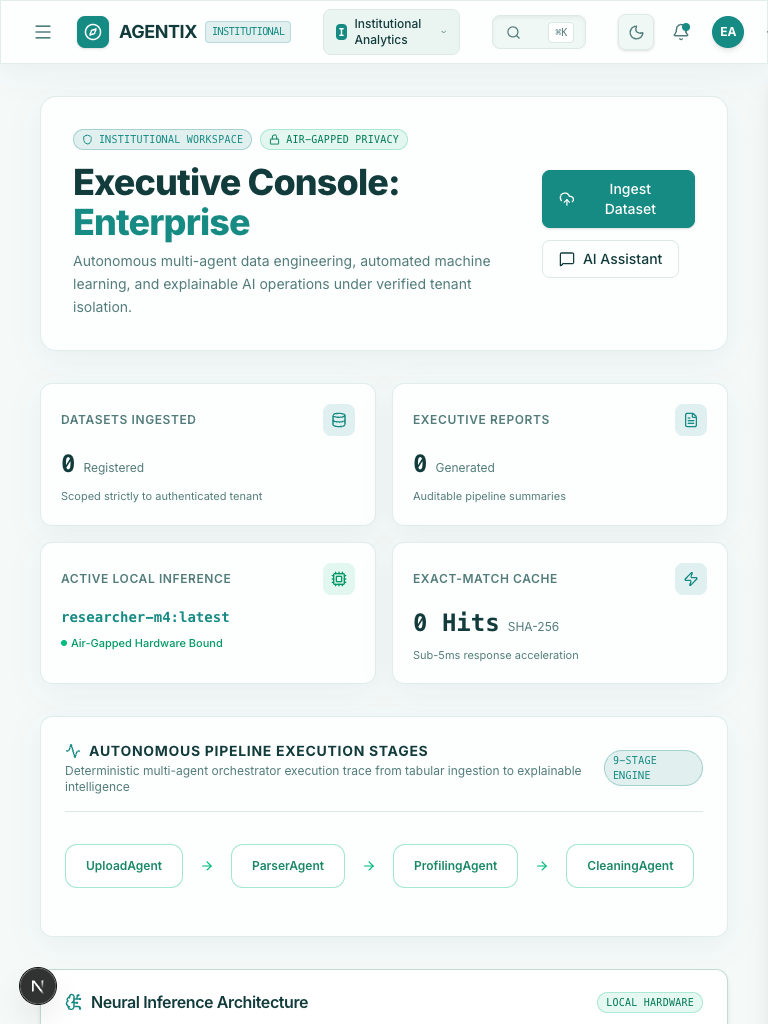 AGENTIX
INSTITUTIONAL
Institutional
Analytics
⌘K
EA
INSTITUTIONAL WORKSPACE
AIR-GAPPED PRIVACY
Executive Console:
Enterprise
Autonomous multi-agent data engineering, automated machine
learning, and explainable AI operations under verified tenant
isolation.
Ingest
Dataset
AI Assistant
DATASETS INGESTED
0 Registered
Scoped strictly to authenticated tenant
EXECUTIVE REPORTS
0 Generated
Auditable pipeline summaries
ACTIVE LOCAL INFERENCE
researcher-m4:latest
Air-Gapped Hardware Bound
EXACT-MATCH CACHE
0 Hits SHA-256
Sub-5ms response acceleration
AUTONOMOUS PIPELINE EXECUTION STAGES
Deterministic multi-agent orchestrator execution trace from tabular ingestion to explainable
intelligence
9-STAGE
ENGINE
UploadAgent
ParserAgent
ProfilingAgent
CleaningAgent
Neural Inference Architecture
LOCAL HARDWARE